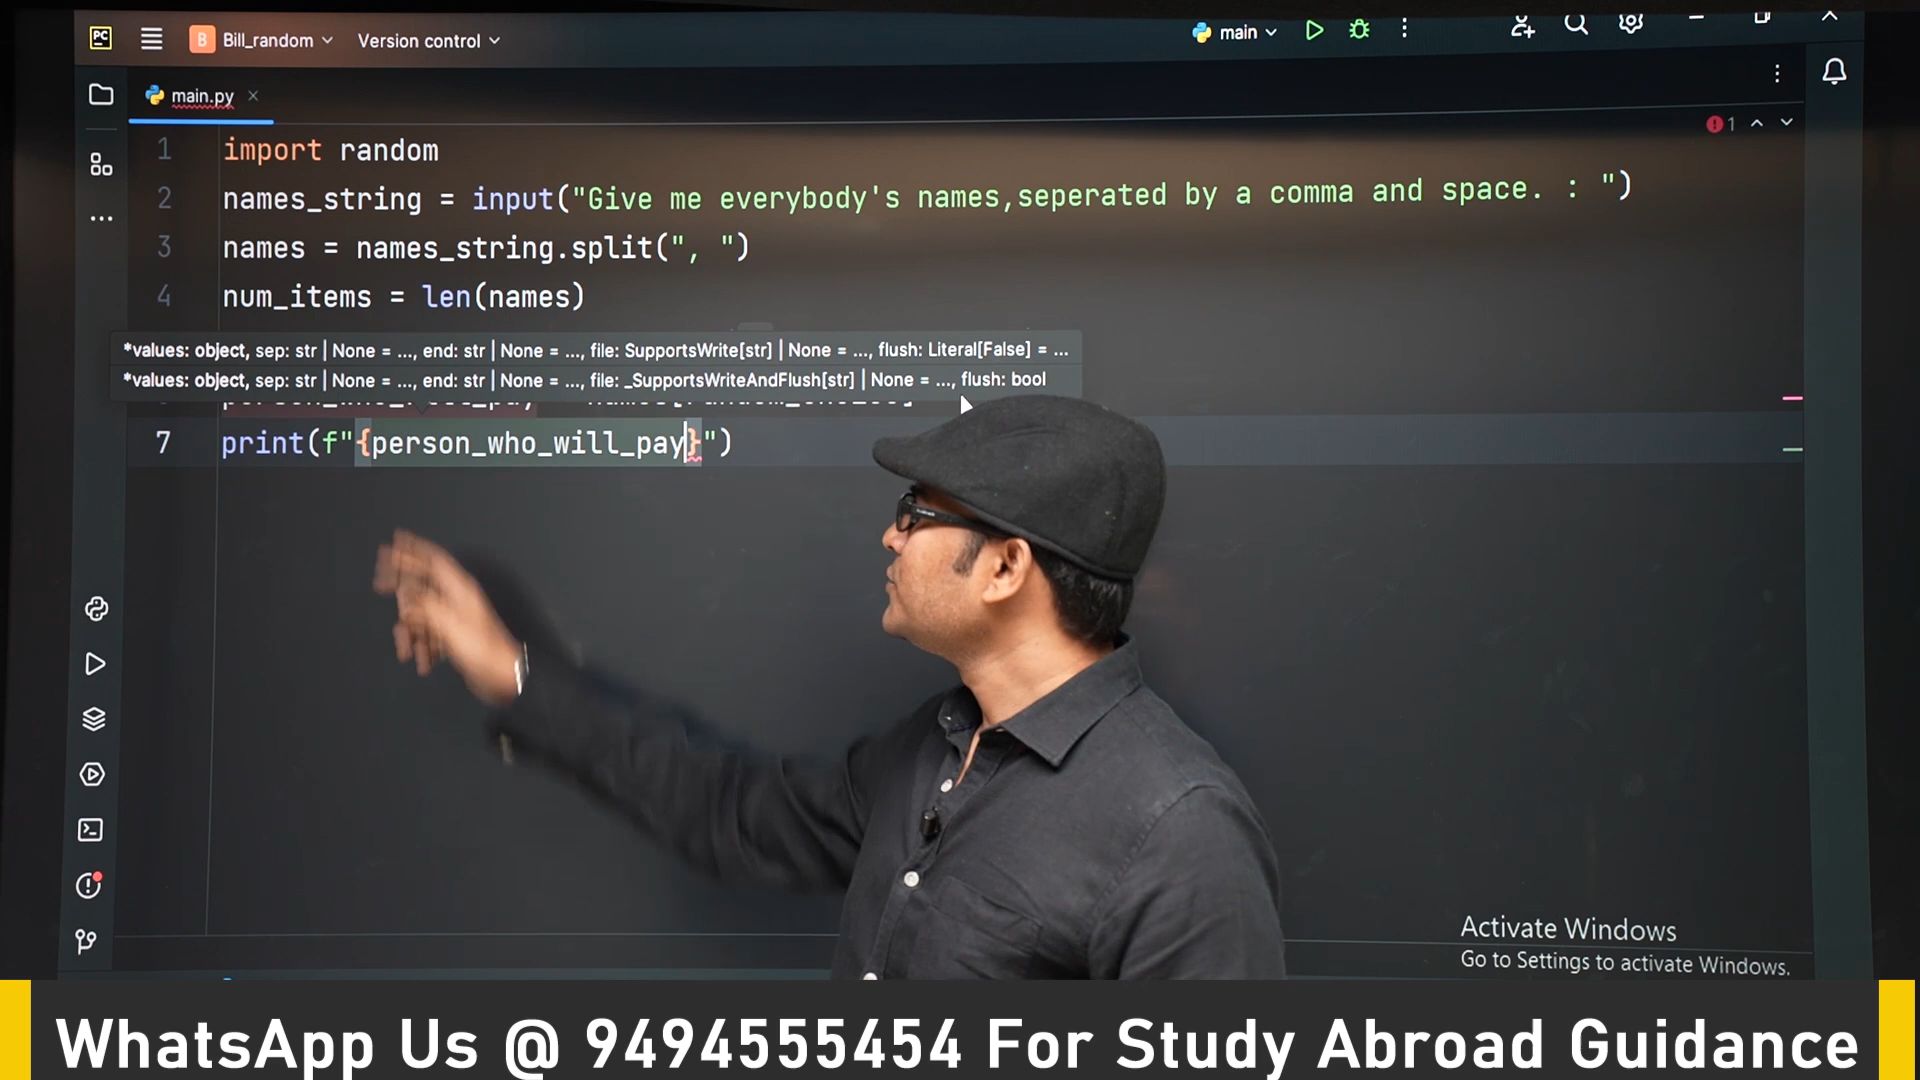 PC B Bill_random Version control main
main.py
1
1 import random
2 names_string = input("Give me everybody's names,seperated by a comma and space. : ")
3 names = names_string.split(", ")
4 num_items = len(names)
*values: object, sep: str | None = ..., end: str | None = ..., file: SupportsWrite[str] | None = ..., flush: Literal[False] = ...
*values: object, sep: str | None = ..., end: str | None = ..., file: _SupportsWriteAndFlush[str] | None = ..., flush: bool
7 print(f"{person_who_will_pay}")
Activate Windows
Go to Settings to activate Windows.
WhatsApp Us @ 9494555454 For Study Abroad Guidance